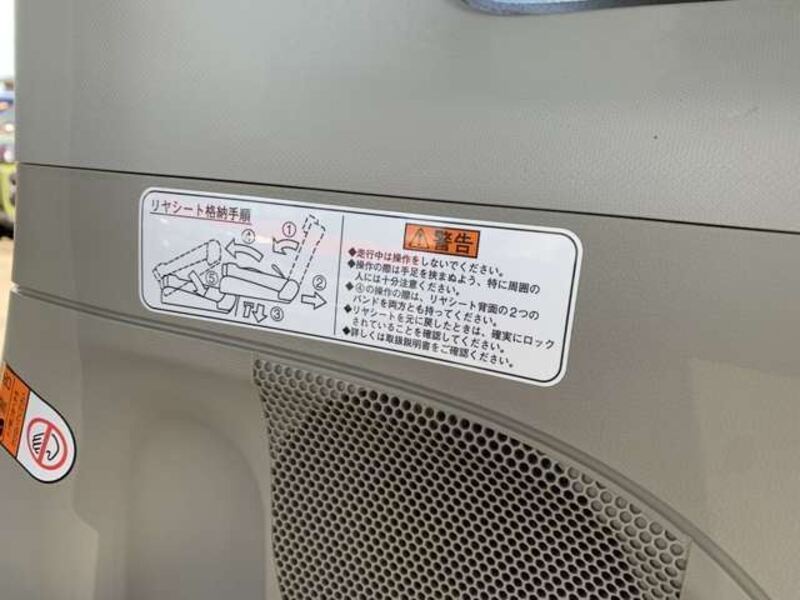 リヤシート格納手順
①
④
②
⑤
③
警告
◆走行中は操作をしないでください。
◆操作の際は手足を挟まぬよう、特に周囲の
人には十分注意ください。
◆④の操作の際は、リヤシート背面の2つの
バンドを両方とも持ってください。
◆リヤシートを元に戻したときは、確実にロック
されていることを確認してください。
◆詳しくは取扱説明書をご確認ください。